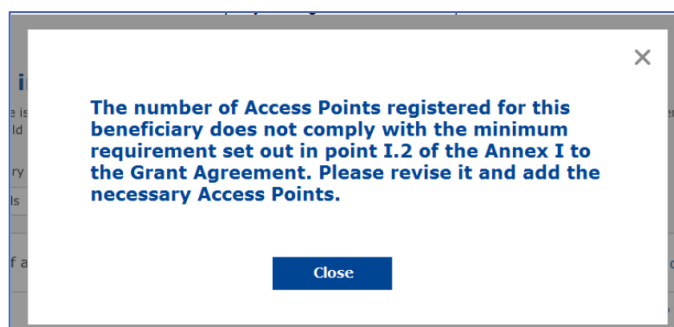 The number of Access Points registered for this
beneficiary does not comply with the minimum
requirement set out in point I.2 of the Annex I to
the Grant Agreement. Please revise it and add the
necessary Access Points.
Close